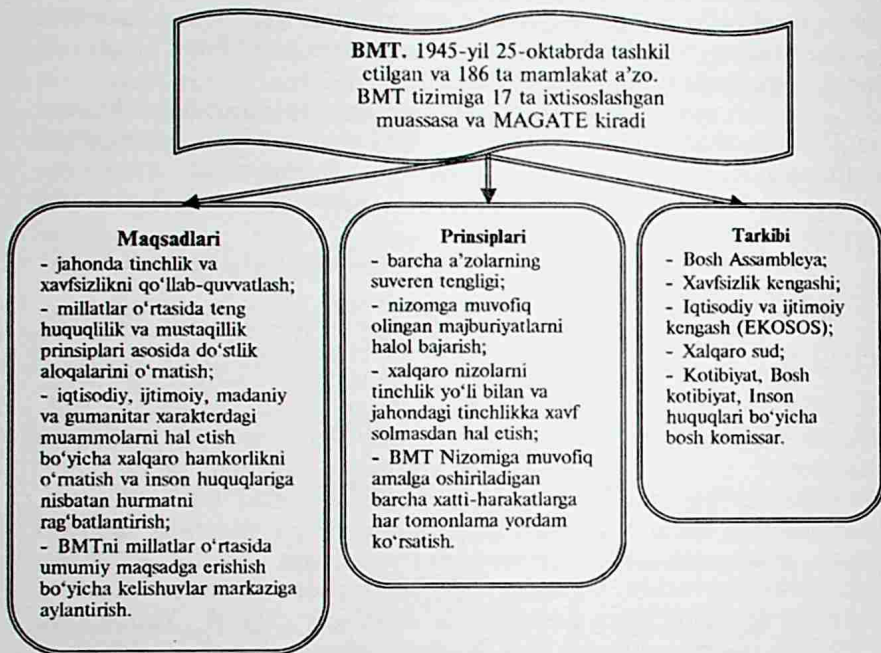 BMT. 1945-yil 25-oktabrda tashkil
etilgan va 186 ta mamlakat a’zo.
BMT tizimiga 17 ta ixtisoslashgan
muassasa va MAGATE kiradi
Maqsadlari
- jahonda tinchlik va
xavfsizlikni qo‘llab-quvvatlash;
- millatlar o‘rtasida teng
huquqlilik va mustaqillik
prinsiplari asosida do‘stlik
aloqalarini o‘rnatish;
- iqtisodiy, ijtimoiy, madaniy
va gumanitar xarakterdagi
muammolarni hal etish
bo‘yicha xalqaro hamkorlikni
o‘rnatish va inson huquqlariga
nisbatan hurmatni
rag‘batlantirish;
- BMTni millatlar o‘rtasida
umumiy maqsadga erishish
bo‘yicha kelishuvlar markaziga
aylantirish.
Prinsiplari
- barcha a’zolarning
suveren tengligi;
- nizomga muvofiq
olingan majburiyatlarni
halol bajarish;
- xalqaro nizolarni
tinchlik yo‘li bilan va
jahondagi tinchlikka xavf
solmasdan hal etish;
- BMT Nizomiga muvofiq
amalga oshiriladigan
barcha xatti-harakatlarga
har tomonlama yordam
ko‘rsatish.
Tarkibi
- Bosh Assambleya;
- Xavfsizlik kengashi;
- Iqtisodiy va ijtimoiy
kengash (EKOSOS);
- Xalqaro sud;
- Kotibiyat, Bosh
kotibiyat, Inson
huquqlari bo‘yicha
bosh komissar.